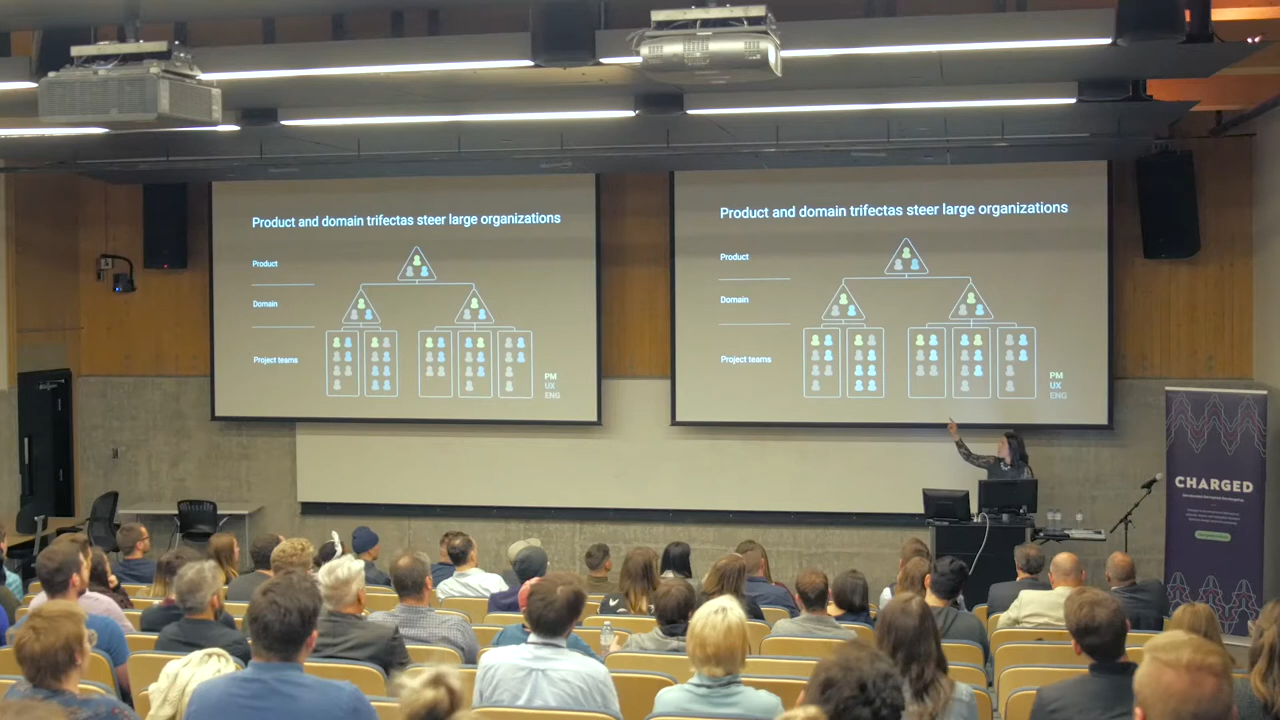 Product and domain trifectas steer large organizations
Product
Domain
Project teams
PM
UX
ENG
Product and domain trifectas steer large organizations
Product
Domain
Project teams
PM
UX
ENG
CHARGED